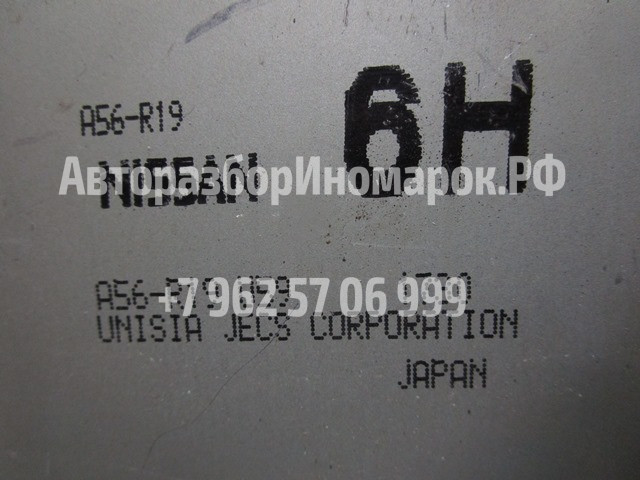 6H
A56-R19
NISSAN
АвторазборИномарок.РФ
+7 962 57 06 999
UNISIA JECS CORPORATION
JAPAN